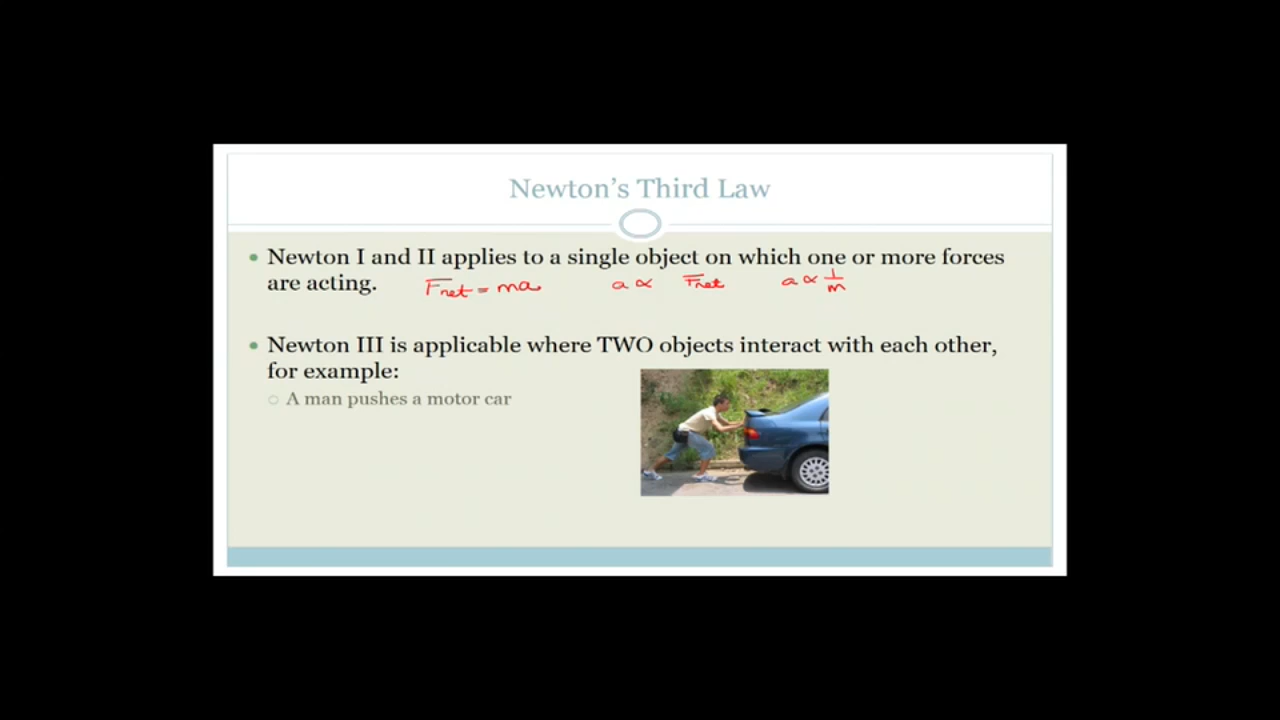 Newton's Third Law
• Newton I and II applies to a single object on which one or more forces
are acting. Fnet = ma a ∝ Fnet a ∝ 1/m
• Newton III is applicable where TWO objects interact with each other,
for example:
○ A man pushes a motor car